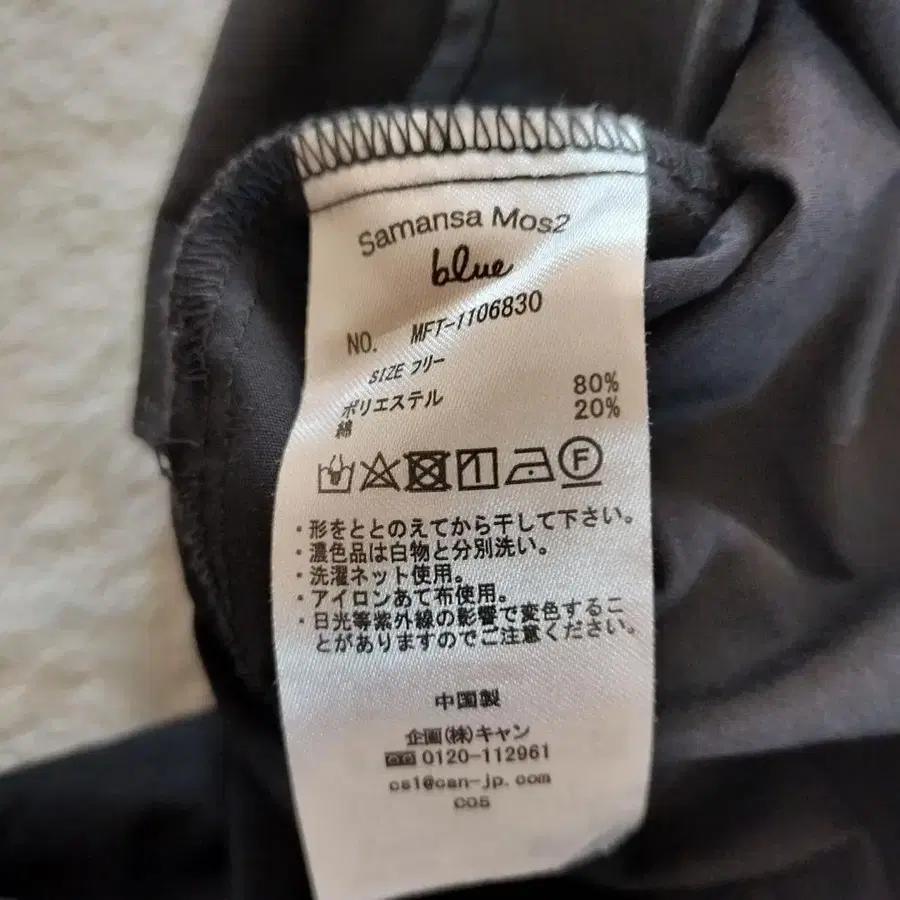 Samansa Mos2
blue
NO. MFT-1106830
SIZE フリー
ポリエステル 80%
綿 20%
F
・形をととのえてから干して下さい。
・濃色品は白物と分別洗い。
・洗濯ネット使用。
・アイロンあて布使用。
・日光等紫外線の影響で変色するこ
とがありますのでご注意ください。
中国製
企画(株)キャン
0120-112961
cs1@can-jp.com
C05